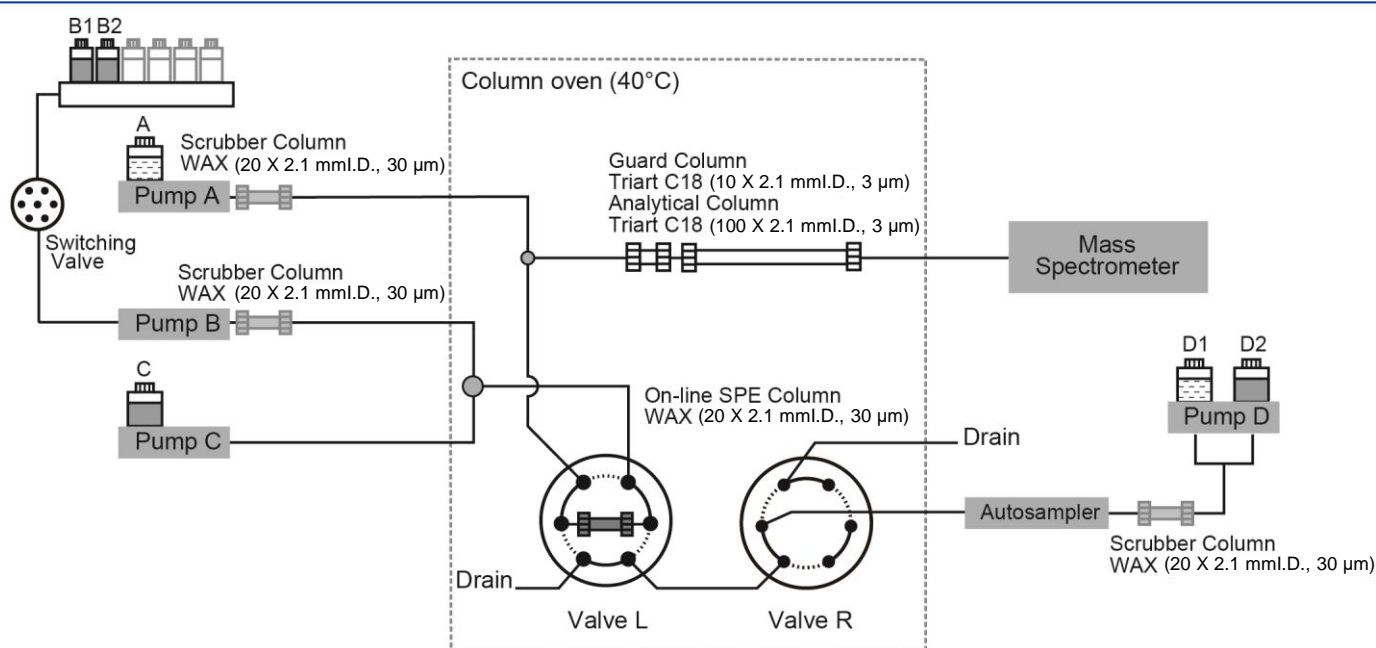 B1 B2
Column oven (40°C)
A
Scrubber Column
WAX (20 X 2.1 mmI.D., 30 µm)
Pump A
Guard Column
Triart C18 (10 X 2.1 mmI.D., 3 µm)
Analytical Column
Triart C18 (100 X 2.1 mmI.D., 3 µm)
Switching
Valve
Mass
Spectrometer
Scrubber Column
WAX (20 X 2.1 mmI.D., 30 µm)
Pump B
C
Pump C
On-line SPE Column
WAX (20 X 2.1 mmI.D., 30 µm)
D1 D2
Pump D
Drain
Autosampler
Scrubber Column
WAX (20 X 2.1 mmI.D., 30 µm)
Drain
Valve L
Valve R